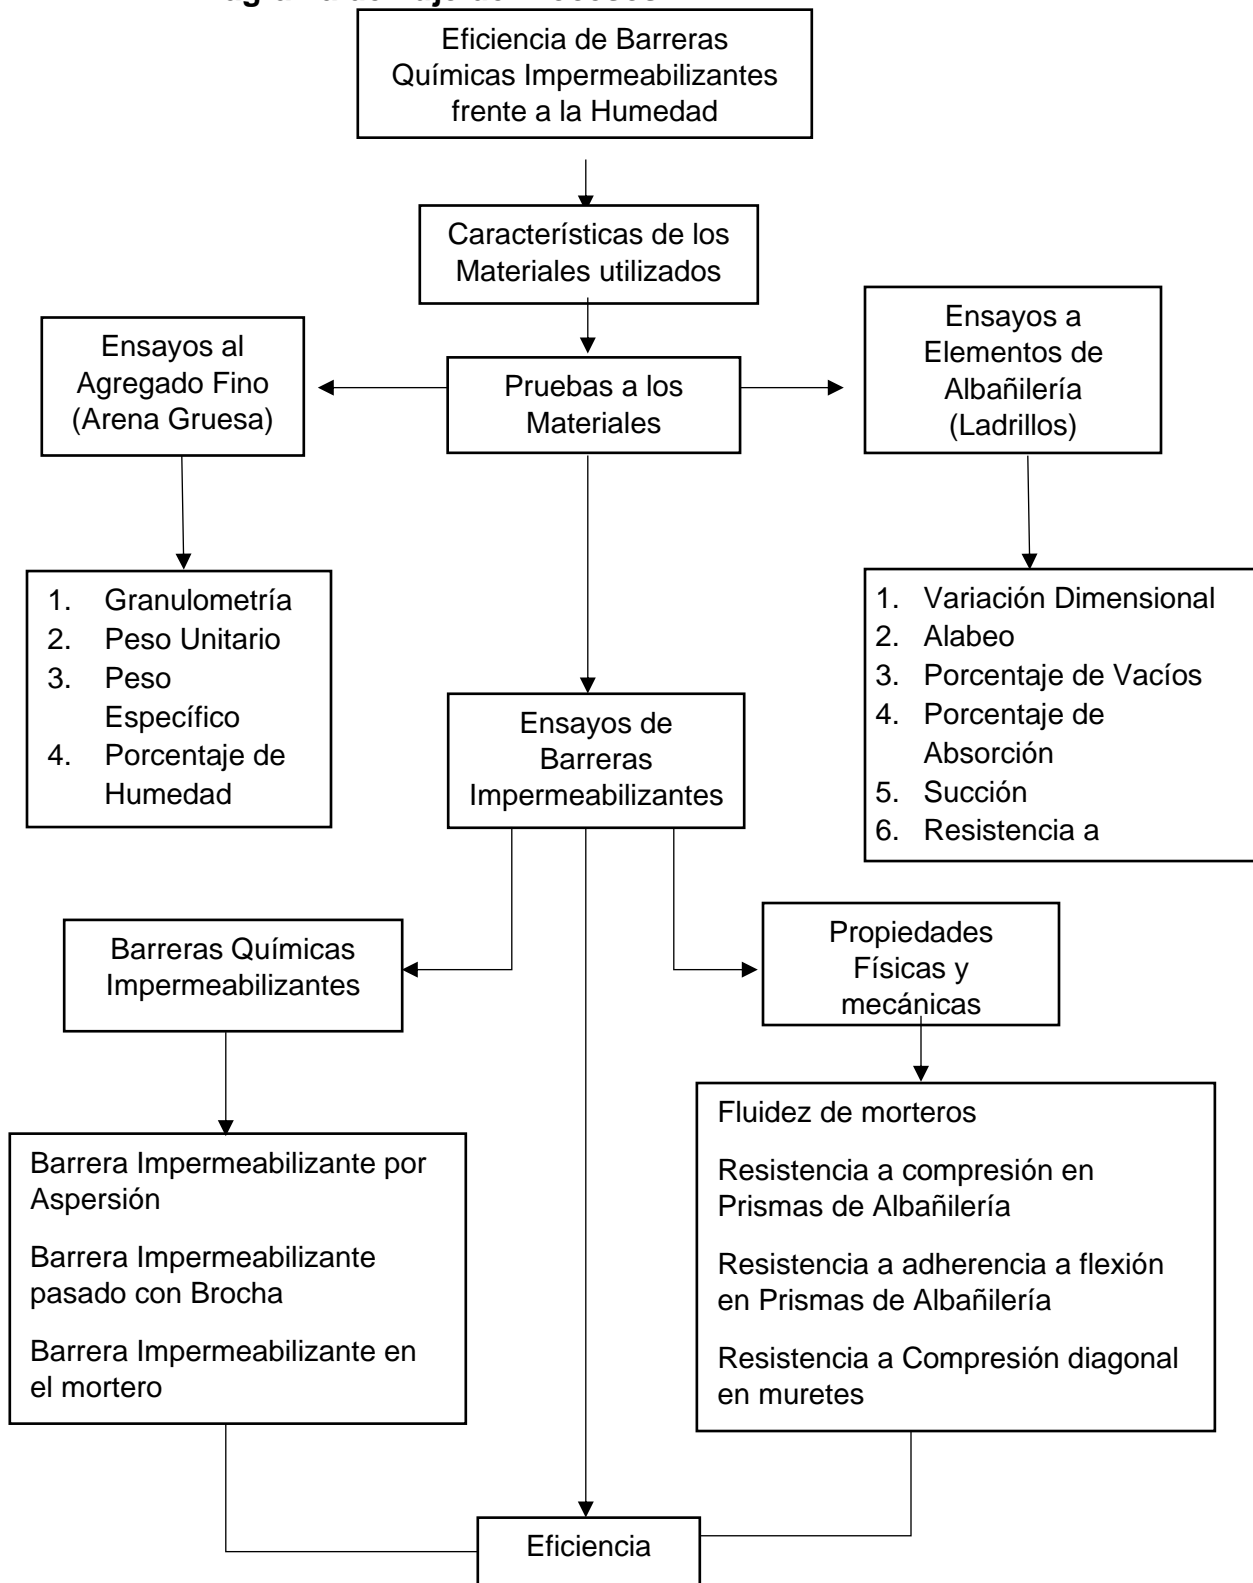 Eficiencia de Barreras
Químicas Impermeabilizantes
frente a la Humedad
Características de los
Materiales utilizados
Ensayos al
Agregado Fino
(Arena Gruesa)
Pruebas a los
Materiales
Ensayos a
Elementos de
Albañilería
(Ladrillos)
1. Granulometría
2. Peso Unitario
3. Peso
Específico
4. Porcentaje de
Humedad
1. Variación Dimensional
2. Alabeo
3. Porcentaje de Vacíos
4. Porcentaje de
Absorción
5. Succión
6. Resistencia a
Ensayos de
Barreras
Impermeabilizantes
Barreras Químicas
Impermeabilizantes
Propiedades
Físicas y
mecánicas
Barrera Impermeabilizante por
Aspersión
Barrera Impermeabilizante
pasado con Brocha
Barrera Impermeabilizante en
el mortero
Fluidez de morteros
Resistencia a compresión en
Prismas de Albañilería
Resistencia a adherencia a flexión
en Prismas de Albañilería
Resistencia a Compresión diagonal
en muretes
Eficiencia